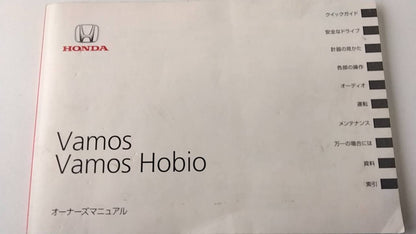 HONDA
Vamos
Vamos Hobio
オーナーズマニュアル
クイックガイド
安全なドライブ
計器の見かた
各部の操作
オーディオ
運転
メンテナンス
万一の場合には
資料
索引